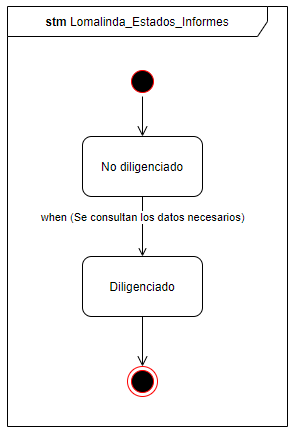 stm Lomalinda_Estados_Informes
No diligenciado
when (Se consultan los datos necesarios)
Diligenciado